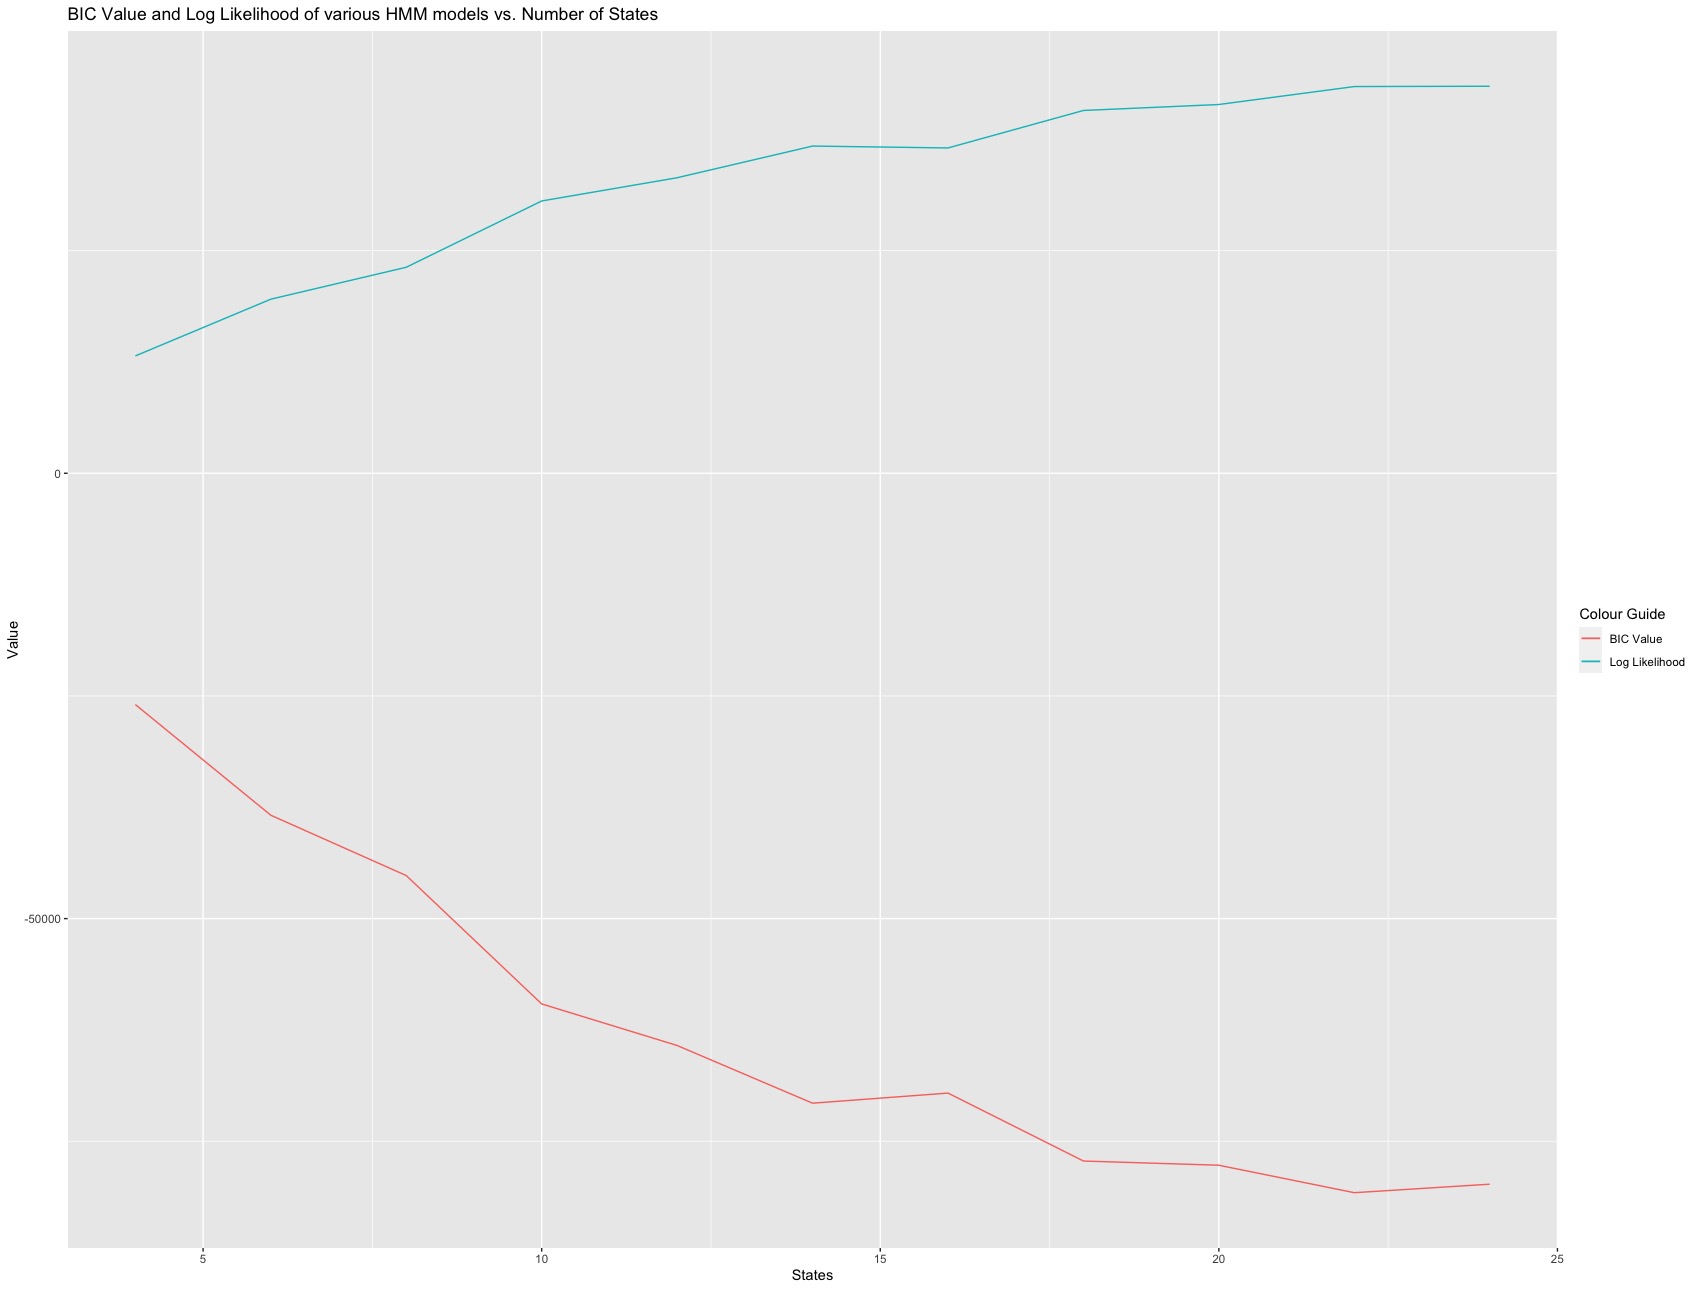 BIC Value and Log Likelihood of various HMM models vs. Number of States
0
-50000
Value
5
10
15
20
25
States
Colour Guide
BIC Value
Log Likelihood